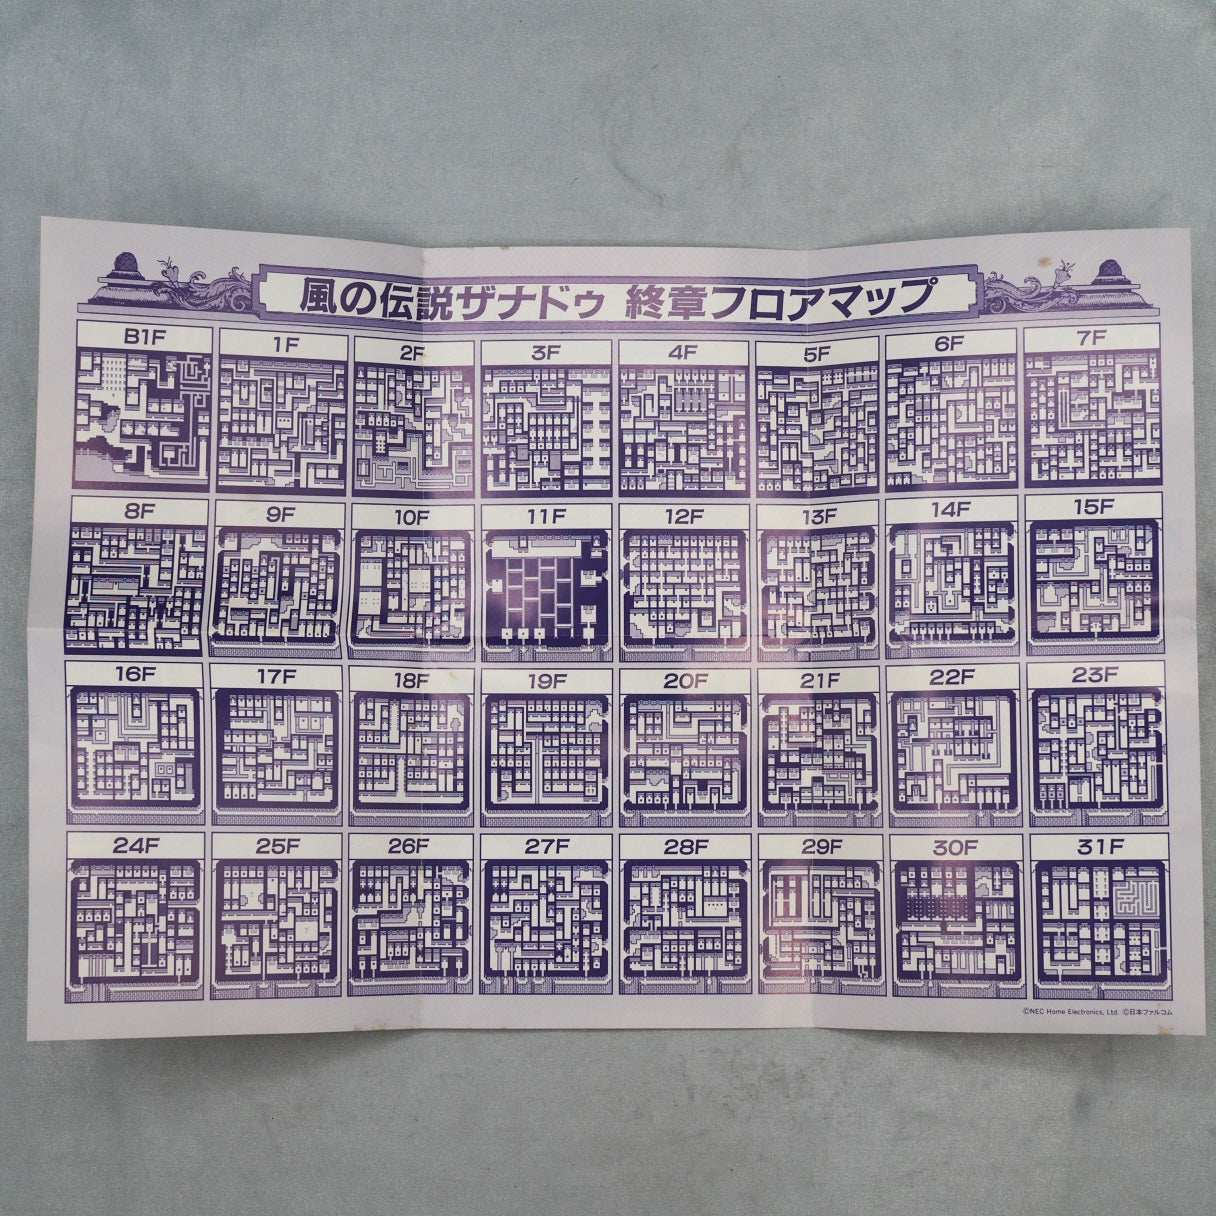 風の伝説ザナドゥ 終章フロアマップ
B1F 1F 2F 3F 4F 5F 6F 7F
8F 9F 10F 11F 12F 13F 14F 15F
16F 17F 18F 19F 20F 21F 22F 23F
24F 25F 26F 27F 28F 29F 30F 31F
©NEC Home Electronics, Ltd. ©日本ファルコム